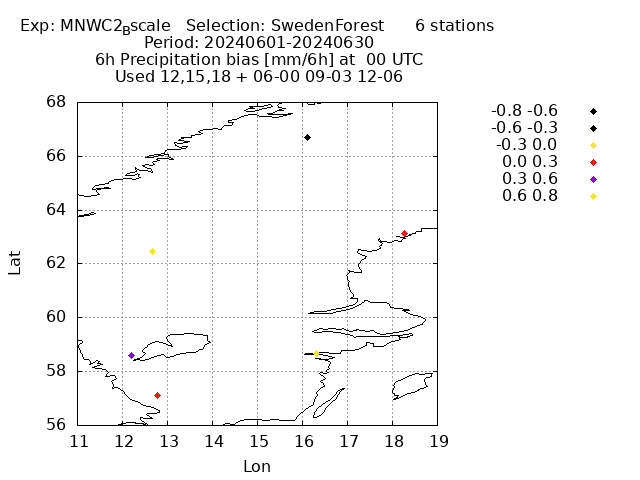 Exp: MNWC2_Bscale   Selection: SwedenForest      6 stations
Period: 20240601-20240630
6h Precipitation bias [mm/6h] at  00 UTC
Used 12,15,18 + 06-00 09-03 12-06
-0.8 -0.6
-0.6 -0.3
-0.3 0.0
0.0 0.3
0.3 0.6
0.6 0.8
68
66
64
62
60
58
56
Lat
11 12 13 14 15 16 17 18 19
Lon